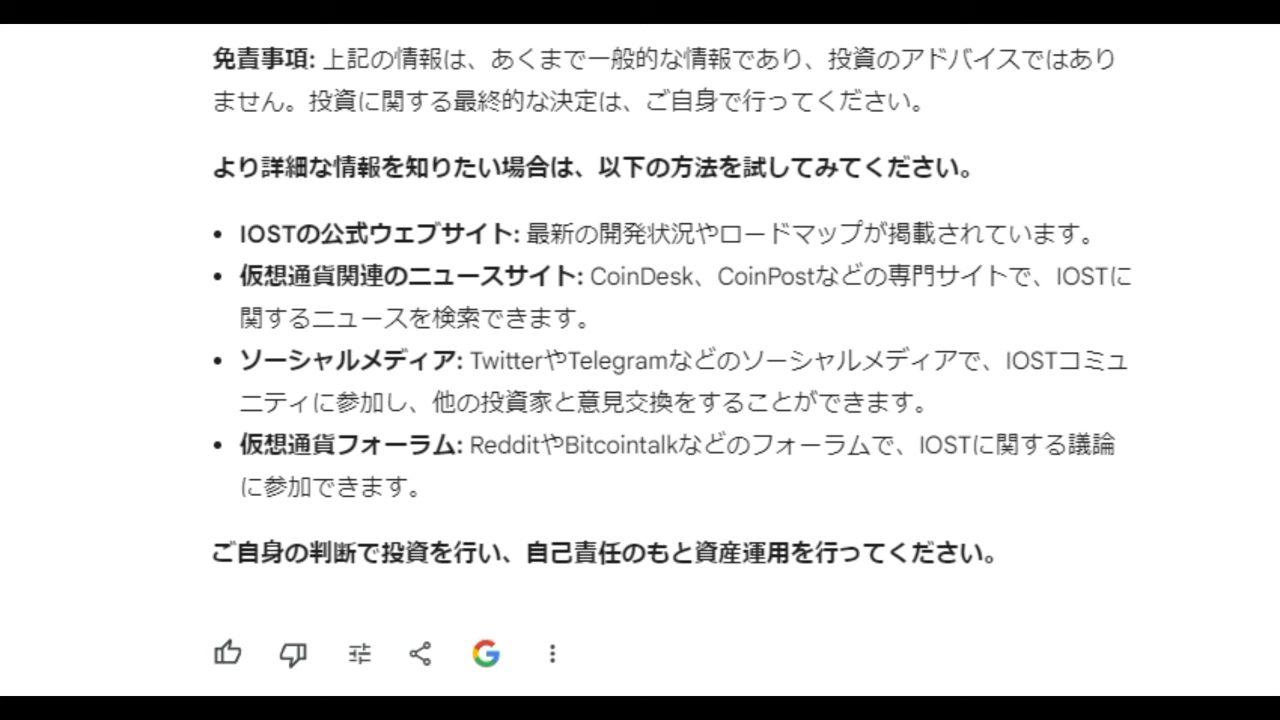 免責事項: 上記の情報は、あくまで一般的な情報であり、投資のアドバイスではあり
ません。投資に関する最終的な決定は、ご自身で行ってください。
より詳細な情報を知りたい場合は、以下の方法を試してみてください。
• IOSTの公式ウェブサイト: 最新の開発状況やロードマップが掲載されています。
• 仮想通貨関連のニュースサイト: CoinDesk、CoinPostなどの専門サイトで、IOSTに
関するニュースを検索できます。
• ソーシャルメディア: TwitterやTelegramなどのソーシャルメディアで、IOSTコミュ
ニティに参加し、他の投資家と意見交換をすることができます。
• 仮想通貨フォーラム: RedditやBitcointalkなどのフォーラムで、IOSTに関する議論
に参加できます。
ご自身の判断で投資を行い、自己責任のもと資産運用を行ってください。